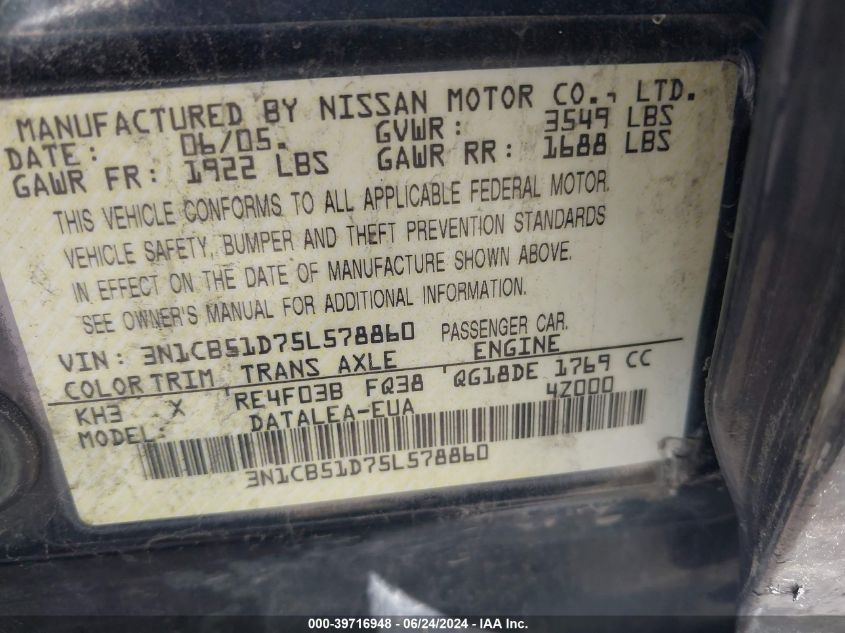 MANUFACTURED BY NISSAN MOTOR CO., LTD.
DATE: 06/05. GVWR: 3549 LBS
GAWR FR: 1922 LBS GAWR RR: 1688 LBS
THIS VEHICLE CONFORMS TO ALL APPLICABLE FEDERAL MOTOR
VEHICLE SAFETY, BUMPER AND THEFT PREVENTION STANDARDS
IN EFFECT ON THE DATE OF MANUFACTURE SHOWN ABOVE.
SEE OWNER'S MANUAL FOR ADDITIONAL INFORMATION.
VIN: 3N1CB51D75L578860 PASSENGER CAR.
COLOR TRIM TRANS AXLE ENGINE
KH3 X RE4F03B FQ38 QG18DE 1769 CC
MODEL: DATALEA-EUA 4Z000
3N1CB51D75L578860
000-39716948 - 06/24/2024 - IAA Inc.